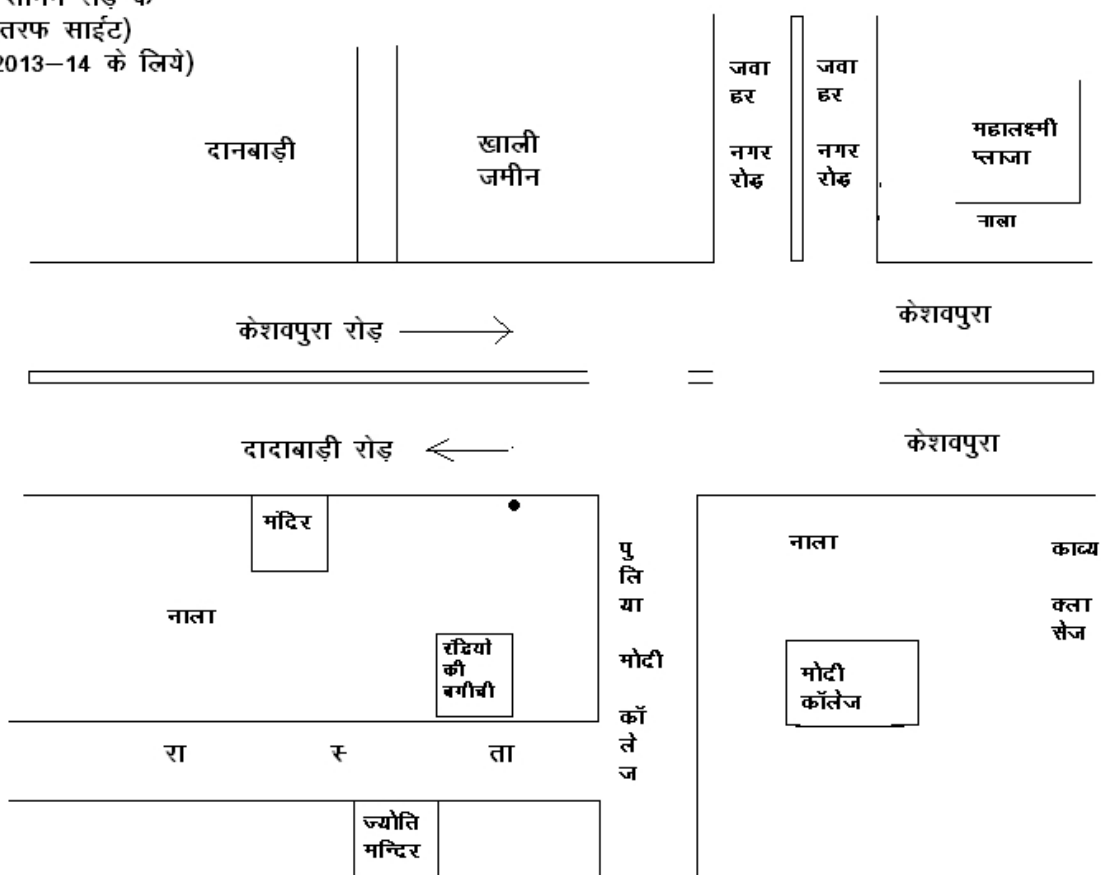 तरफ साईट)
2013–14 के लिये)
जवा
हर
नगर
रोड़
जवा
हर
नगर
रोड़
दानबाड़ी
खाली
जमीन
महालक्ष्मी
प्लाजा
नाला
केशवपुरा रोड़
केशवपुरा
दादाबाड़ी रोड़
केशवपुरा
मंदिर
नाला
काव्य
क्ला
सेज
पु
लि
या
मोदी
कॉ
ले
ज
नाला
रंडियो
की
बगीची
मोदी
कॉलेज
रा स्‍ ता
ज्योति
मन्दिर